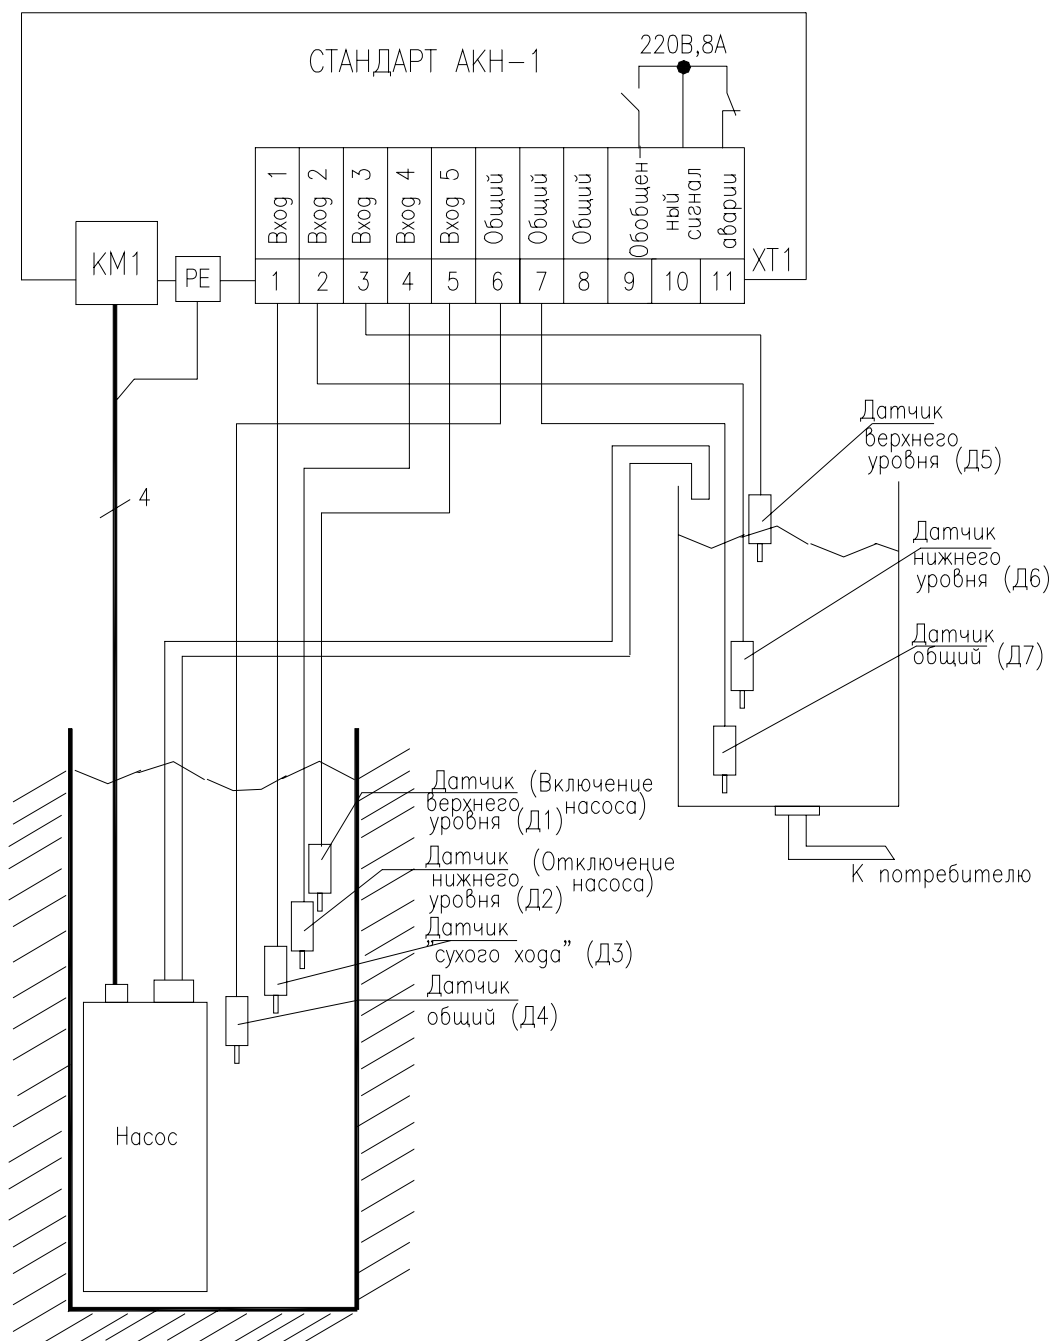 СТАНДАРТ АКН-1
220В,8А
Вход 1
Вход 2
Вход 3
Вход 4
Вход 5
Общий
Общий
Общий
Обобщен
ный
сигнал
аварии
XT1
КМ1
PE
1
2
3
4
5
6
7
8
9
10
11
4
Датчик
верхнего
уровня (Д5)
Датчик
нижнего
уровня (Д6)
Датчик
общий (Д7)
К потребителю
Датчик (Включение
верхнего насоса)
уровня (Д1)
Датчик (Отключение
нижнего насоса)
уровня (Д2)
Датчик
"сухого хода" (Д3)
Датчик
общий (Д4)
Насос